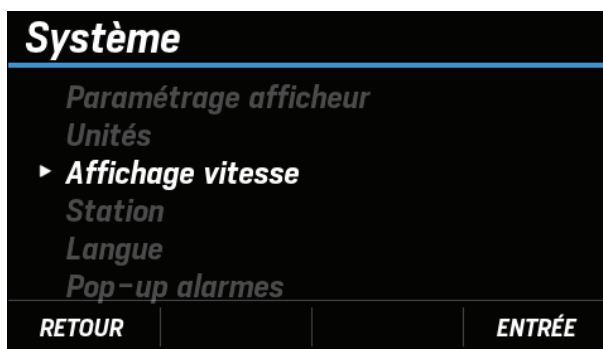 Système
Paramétrage afficheur
Unités
Affichage vitesse
Station
Langue
Pop-up alarmes
RETOUR ENTRÉE